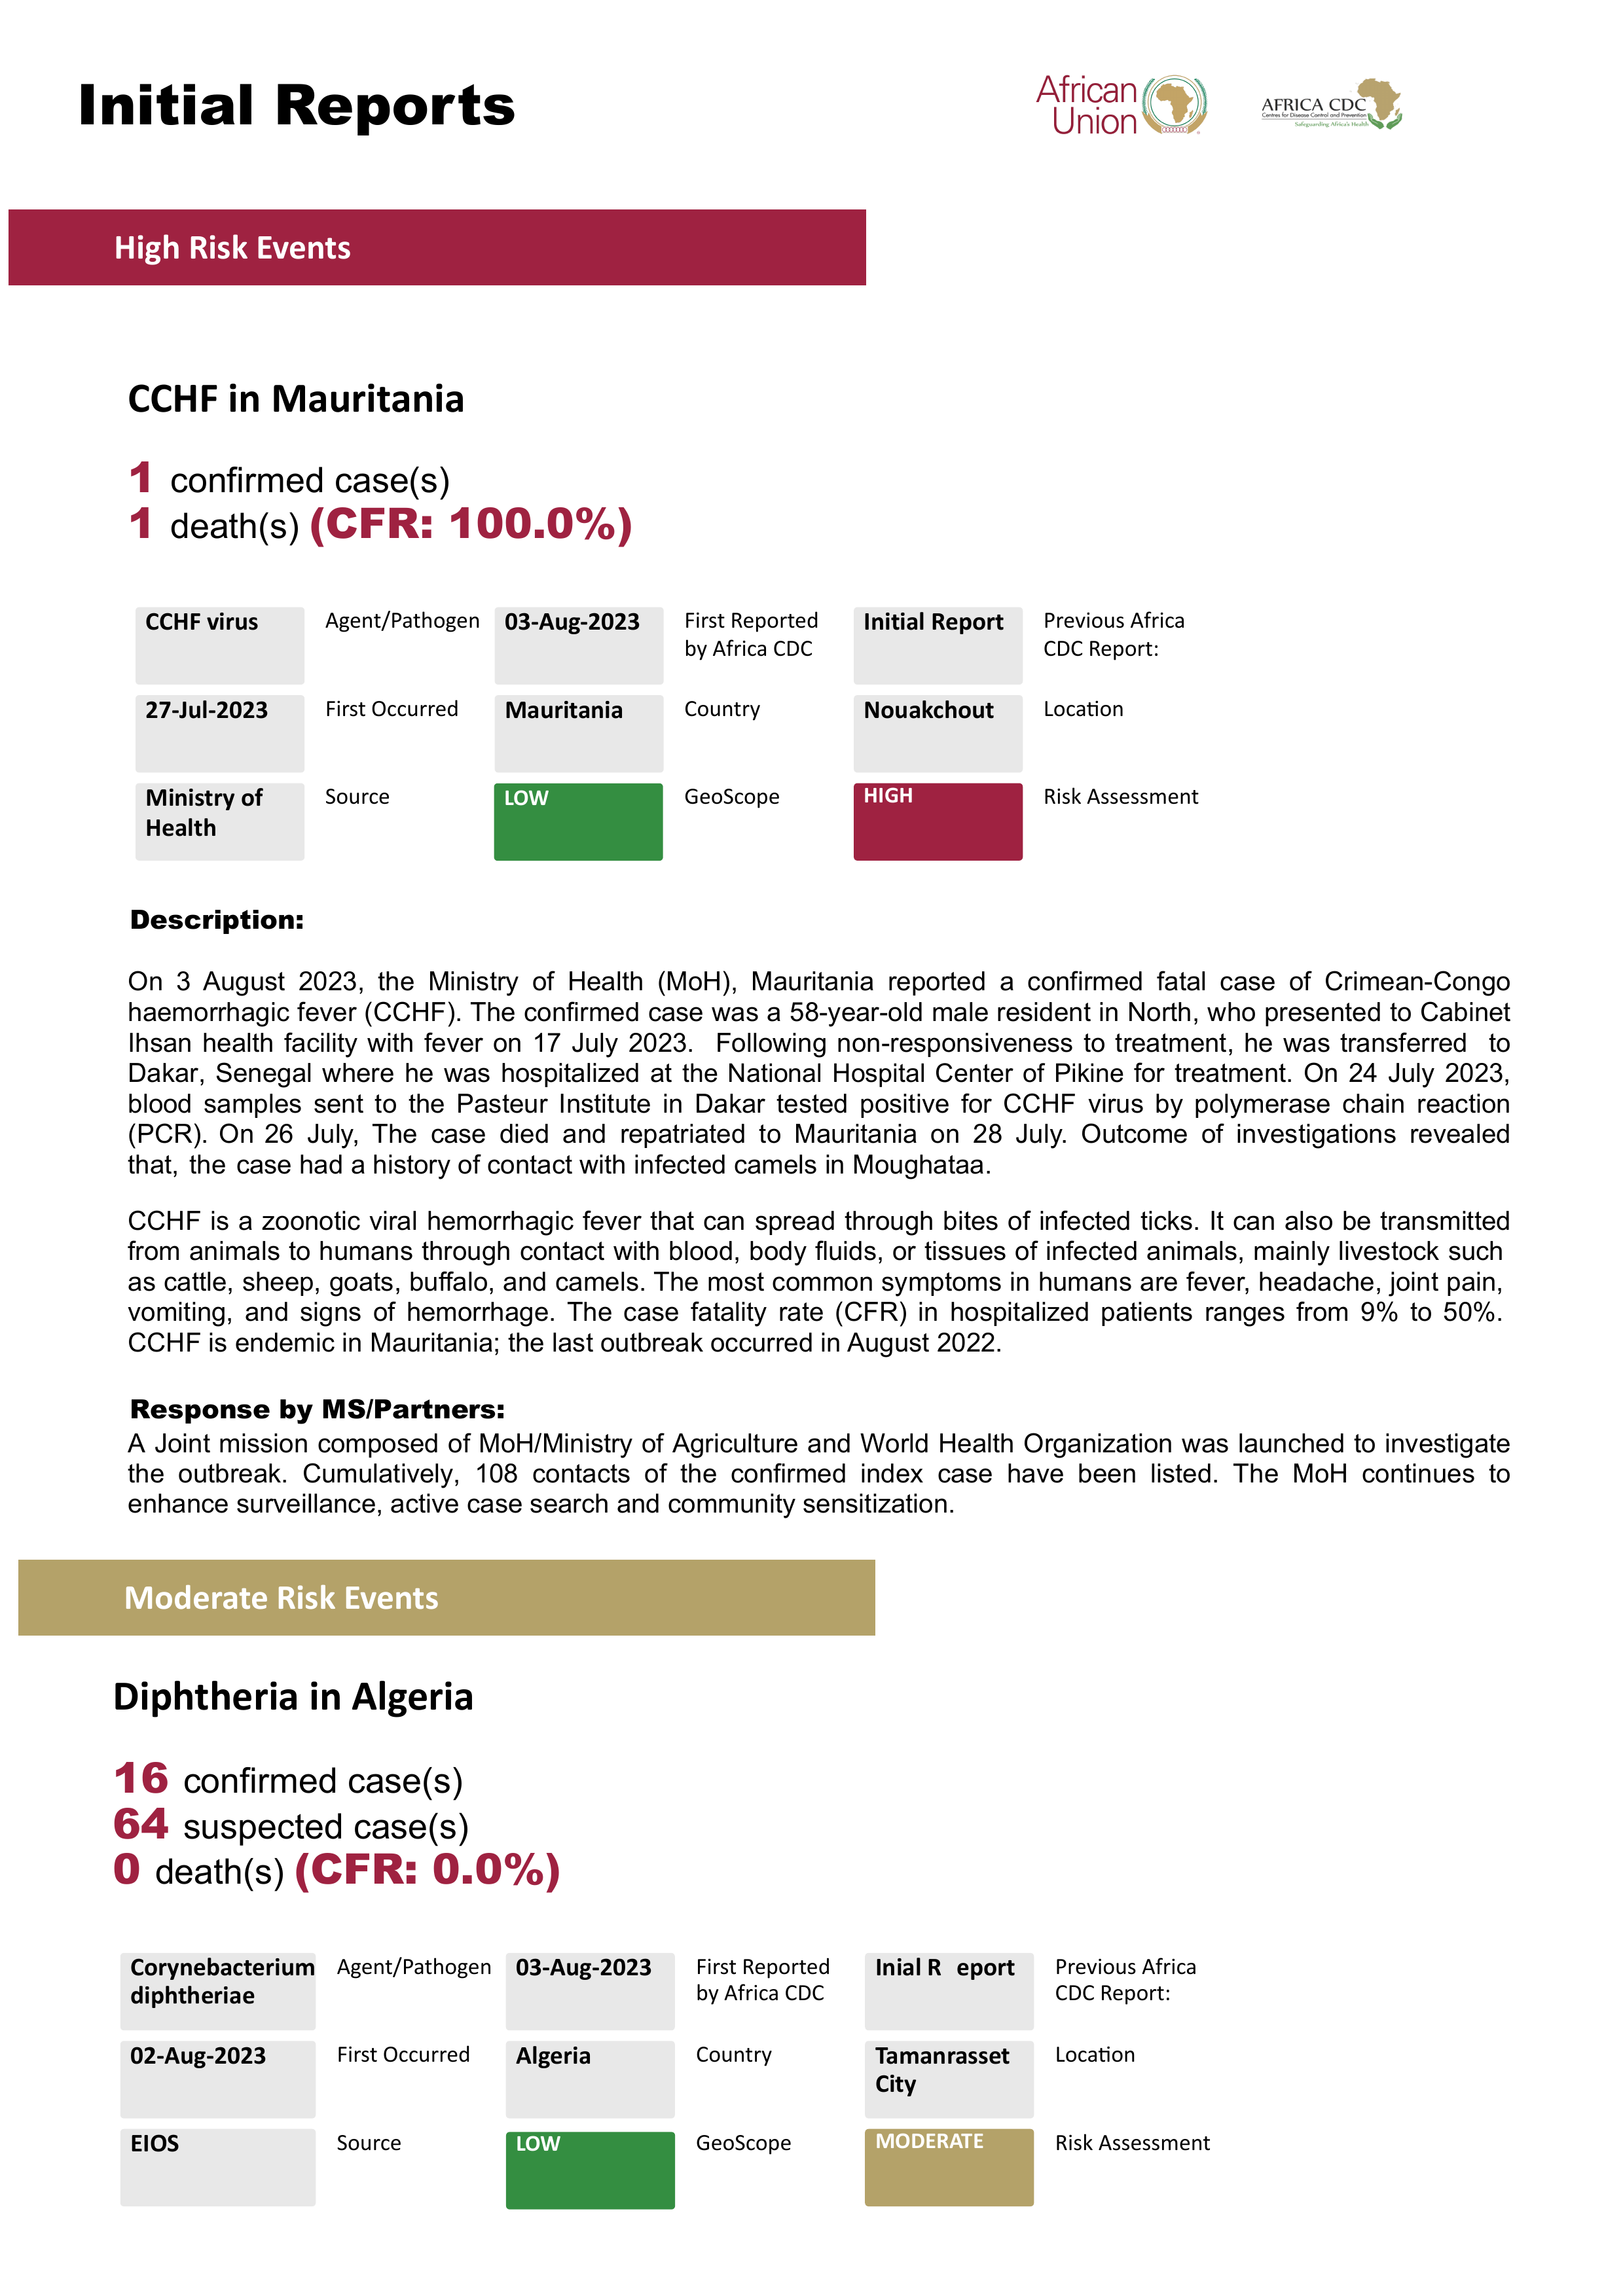 Initial Reports
African
Union
AFRICA CDC
Centres for Disease Control and Prevention
Safeguarding Africa's Health
High Risk Events
CCHF in Mauritania
1 confirmed case(s)
1 death(s) (CFR: 100.0%)
CCHF virus Agent/Pathogen 03-Aug-2023 First Reported by Africa CDC Initial Report Previous Africa CDC Report:
27-Jul-2023 First Occurred Mauritania Country Nouakchout Location
Ministry of Health Source LOW GeoScope HIGH Risk Assessment
Description:
On 3 August 2023, the Ministry of Health (MoH), Mauritania reported a confirmed fatal case of Crimean-Congo
haemorrhagic fever (CCHF). The confirmed case was a 58-year-old male resident in North, who presented to Cabinet
Ihsan health facility with fever on 17 July 2023. Following non-responsiveness to treatment, he was transferred to
Dakar, Senegal where he was hospitalized at the National Hospital Center of Pikine for treatment. On 24 July 2023,
blood samples sent to the Pasteur Institute in Dakar tested positive for CCHF virus by polymerase chain reaction
(PCR). On 26 July, The case died and repatriated to Mauritania on 28 July. Outcome of investigations revealed
that, the case had a history of contact with infected camels in Moughataa.
CCHF is a zoonotic viral hemorrhagic fever that can spread through bites of infected ticks. It can also be transmitted
from animals to humans through contact with blood, body fluids, or tissues of infected animals, mainly livestock such
as cattle, sheep, goats, buffalo, and camels. The most common symptoms in humans are fever, headache, joint pain,
vomiting, and signs of hemorrhage. The case fatality rate (CFR) in hospitalized patients ranges from 9% to 50%.
CCHF is endemic in Mauritania; the last outbreak occurred in August 2022.
Response by MS/Partners:
A Joint mission composed of MoH/Ministry of Agriculture and World Health Organization was launched to investigate
the outbreak. Cumulatively, 108 contacts of the confirmed index case have been listed. The MoH continues to
enhance surveillance, active case search and community sensitization.
Moderate Risk Events
Diphtheria in Algeria
16 confirmed case(s)
64 suspected case(s)
0 death(s) (CFR: 0.0%)
Corynebacterium diphtheriae Agent/Pathogen 03-Aug-2023 First Reported by Africa CDC Inial R eport Previous Africa CDC Report:
02-Aug-2023 First Occurred Algeria Country Tamanrasset City Location
EIOS Source LOW GeoScope MODERATE Risk Assessment